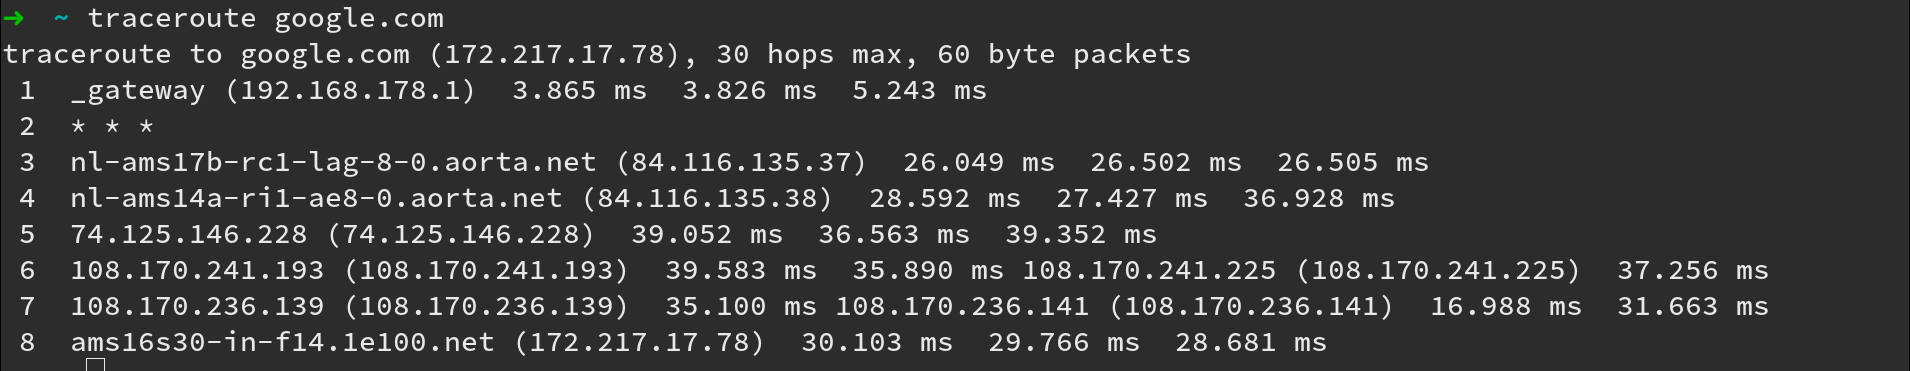 ➜ ~ traceroute google.com
traceroute to google.com (172.217.17.78), 30 hops max, 60 byte packets
 1  _gateway (192.168.178.1)  3.865 ms  3.826 ms  5.243 ms
 2  * * *
 3  nl-ams17b-rc1-lag-8-0.aorta.net (84.116.135.37)  26.049 ms  26.502 ms  26.505 ms
 4  nl-ams14a-ri1-ae8-0.aorta.net (84.116.135.38)  28.592 ms  27.427 ms  36.928 ms
 5  74.125.146.228 (74.125.146.228)  39.052 ms  36.563 ms  39.352 ms
 6  108.170.241.193 (108.170.241.193)  39.583 ms  35.890 ms 108.170.241.225 (108.170.241.225)  37.256 ms
 7  108.170.236.139 (108.170.236.139)  35.100 ms 108.170.236.141 (108.170.236.141)  16.988 ms  31.663 ms
 8  ams16s30-in-f14.1e100.net (172.217.17.78)  30.103 ms  29.766 ms  28.681 ms